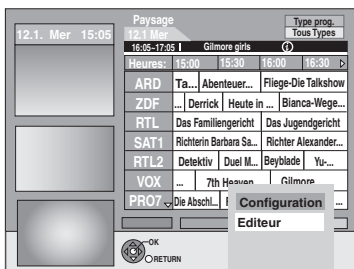 Paysage
Type prog.
12.1. Mer 15:05
12.1 Mer
Tous Types
16:05-17:05 Gilmore girls
Heures: 15:00 15:30 16:00 16:30
ARD Ta... Abenteuer... Fliege-Die Talkshow
ZDF ... Derrick Heute in ... Bianca-Wege...
RTL Das Familiengericht Das Jugendgericht
SAT1 Richterin Barbara Sa... Richter Alexander...
RTL2 Detektiv Duel M... Beyblade Yu-...
VOX ... 7th Heaven Gilmore
PRO7 Die Abschl...
Configuration
Editeur
OK
RETURN